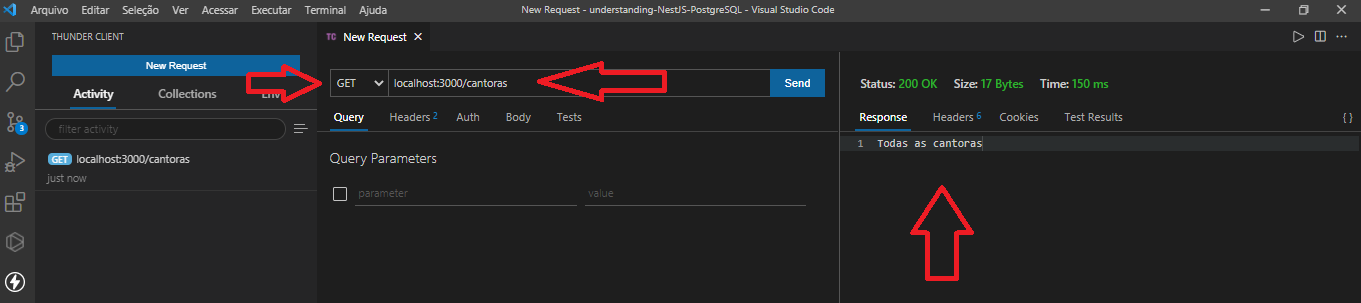 Arquivo Editar Seleção Ver Acessar Executar Terminal Ajuda
New Request - understanding-NestJS-PostgreSQL - Visual Studio Code
THUNDER CLIENT
New Request
Activity Collections Env
filter activity
GET localhost:3000/cantoras
just now
3
TC New Request
GET localhost:3000/cantoras Send
Query Headers 2 Auth Body Tests
Query Parameters
parameter value
Status: 200 OK Size: 17 Bytes Time: 150 ms
Response Headers 6 Cookies Test Results { }
1 Todas as cantoras